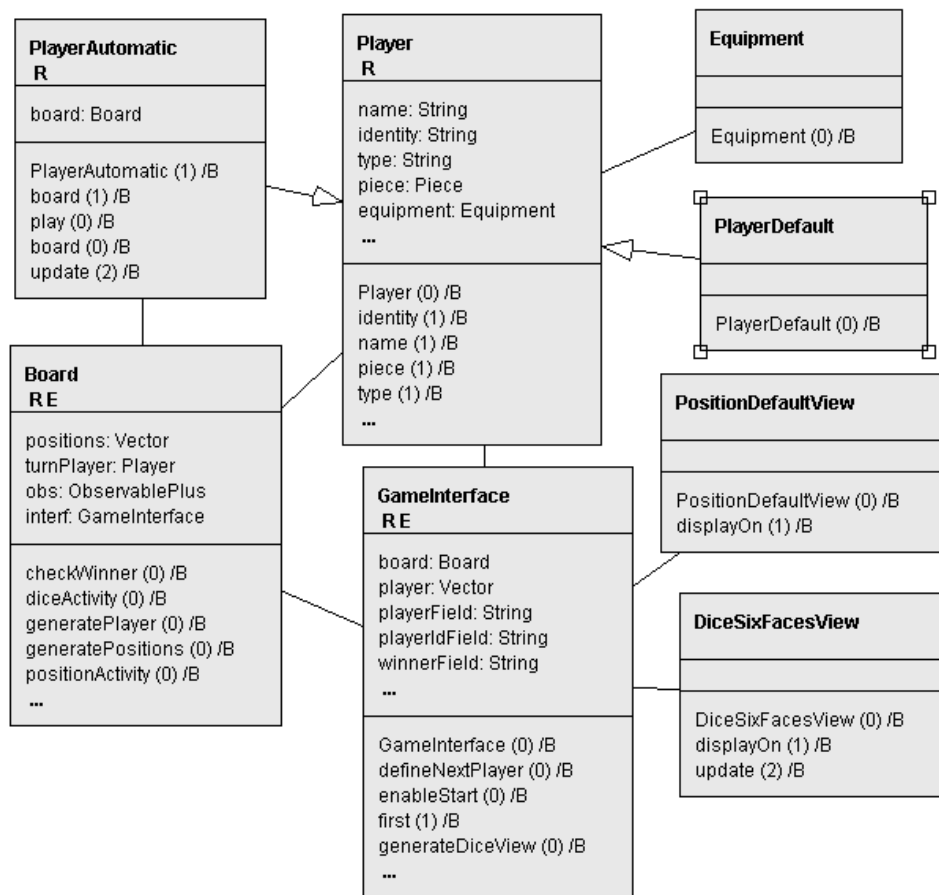 PlayerAutomatic
R
board: Board
PlayerAutomatic (1) /B
board (1) /B
play (0) /B
board (0) /B
update (2) /B
Player
R
name: String
identity: String
type: String
piece: Piece
equipment: Equipment
...
Player (0) /B
identity (1) /B
name (1) /B
piece (1) /B
type (1) /B
...
Equipment
Equipment (0) /B
PlayerDefault
PlayerDefault (0) /B
Board
R E
positions: Vector
turnPlayer: Player
obs: ObservablePlus
interf: GameInterface
checkWinner (0) /B
diceActivity (0) /B
generatePlayer (0) /B
generatePositions (0) /B
positionActivity (0) /B
...
GameInterface
R E
board: Board
player: Vector
playerField: String
playerIdField: String
winnerField: String
...
GameInterface (0) /B
defineNextPlayer (0) /B
enableStart (0) /B
first (1) /B
generateDiceView (0) /B
...
PositionDefaultView
PositionDefaultView (0) /B
displayOn (1) /B
DiceSixFacesView
DiceSixFacesView (0) /B
displayOn (1) /B
update (2) /B